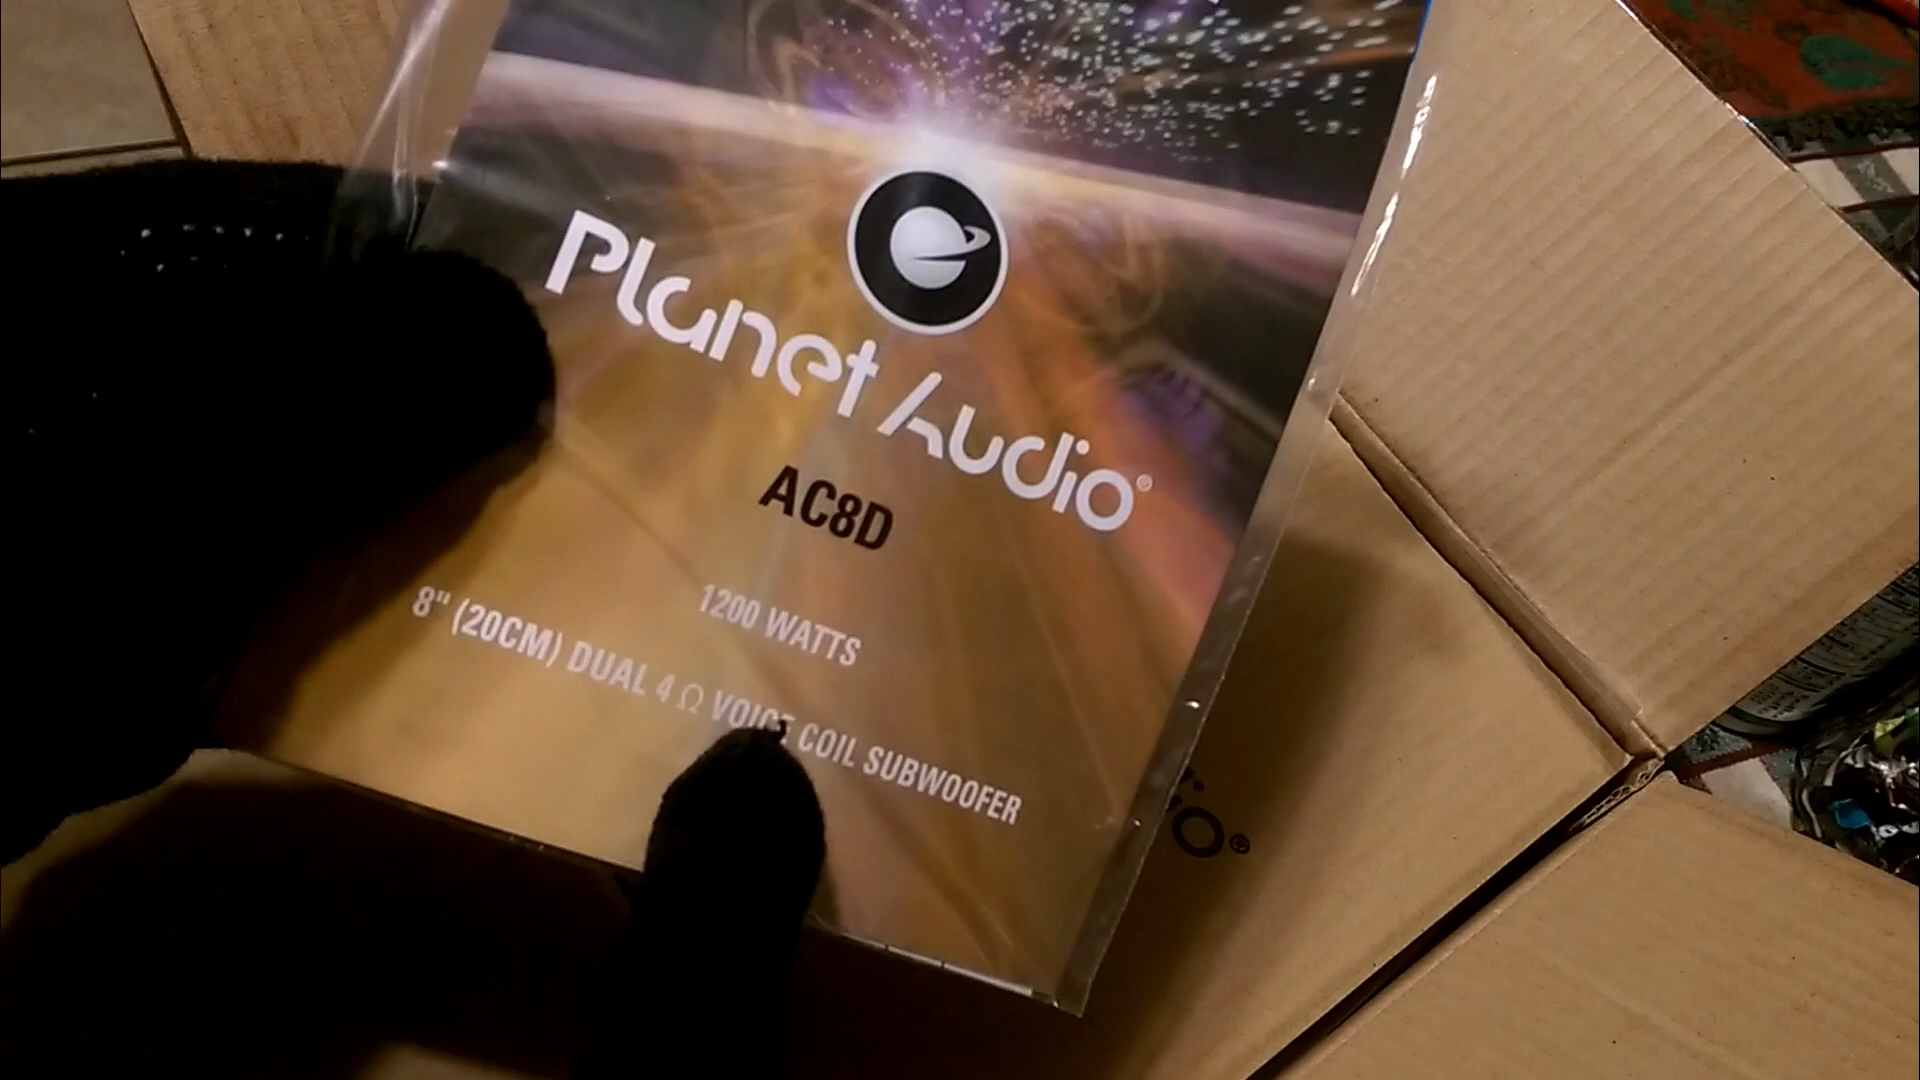 Planet Audio®
AC8D
1200 WATTS
8" (20CM) DUAL 4 Ω VOICE COIL SUBWOOFER